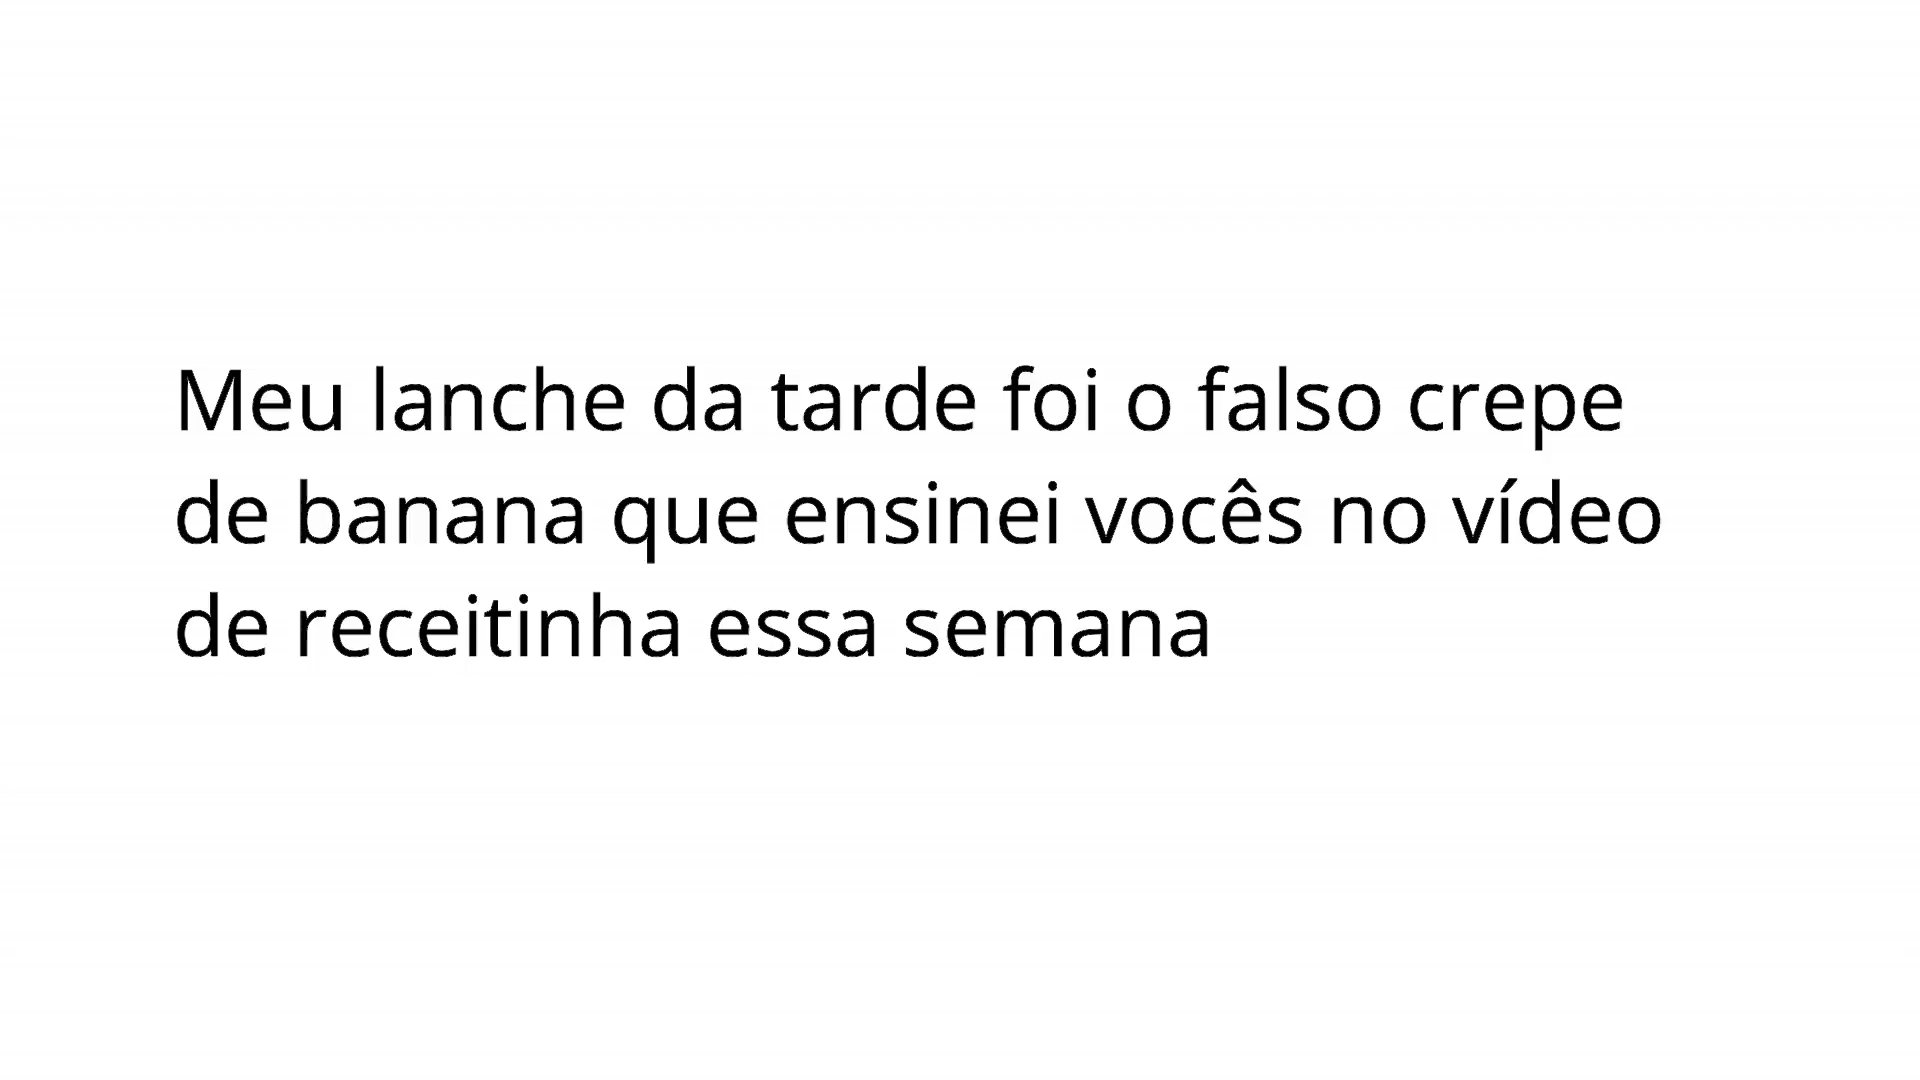 Meu lanche da tarde foi o falso crepe
de banana que ensinei vocês no vídeo
de receitinha essa semana